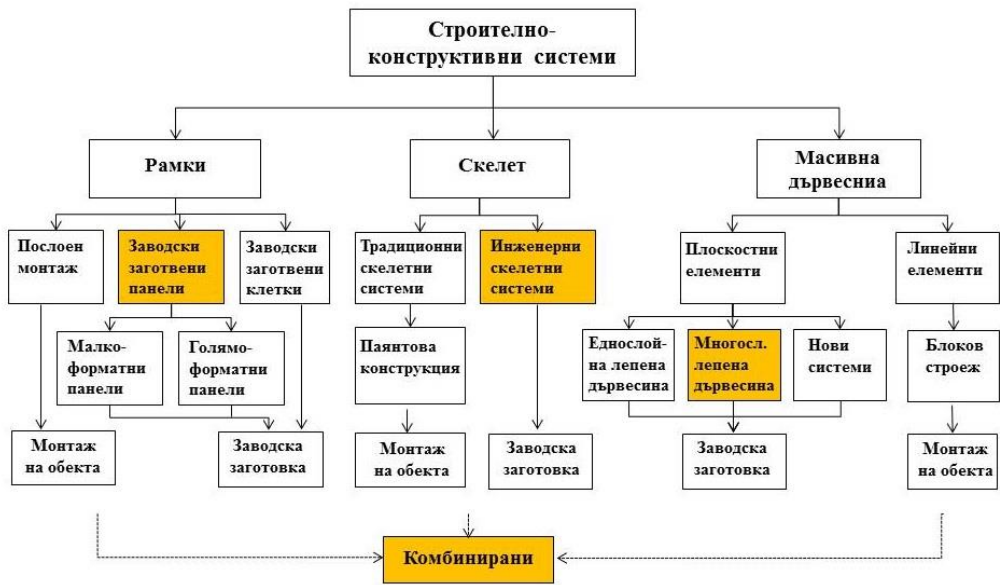 Строително-
конструктивни системи
Рамки
Скелет
Масивна
дървесниа
Послоен
монтаж
Заводски
заготвени
панели
Заводски
заготвени
клетки
Традиционни
скелетни
системи
Инженерни
скелетни
системи
Плоскостни
елементи
Линейни
елементи
Малко-
форматни
панели
Голямо-
форматни
панели
Паянтова
конструкция
Еднослой-
на лепена
дървесина
Многосл.
лепена
дървесина
Нови
системи
Блоков
строеж
Монтаж
на обекта
Заводска
заготовка
Монтаж
на обекта
Заводска
заготовка
Заводска
заготовка
Монтаж
на обекта
Комбинирани